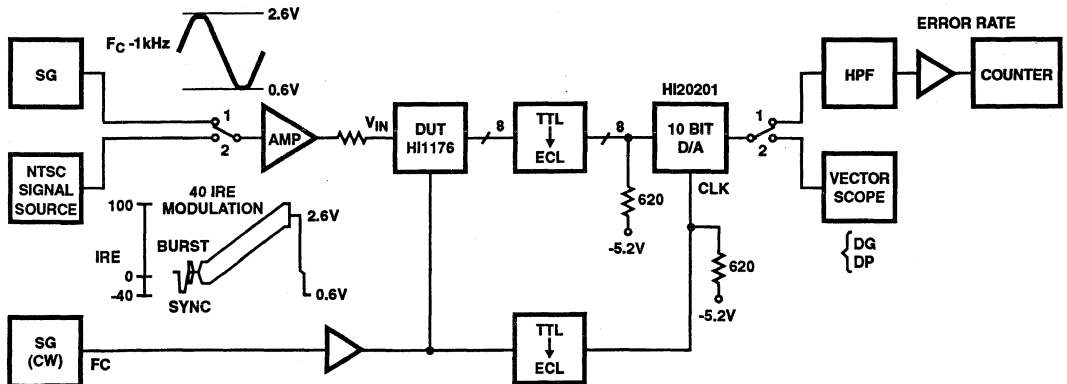 2.6V
F_C -1kHz
0.6V
SG
1
2
AMP
V_IN
DUT
HI1176
8
TTL
ECL
8
HI20201
10 BIT
D/A
CLK
620
-5.2V
620
-5.2V
1
2
HPF
ERROR RATE
COUNTER
VECTOR
SCOPE
DG
DP
NTSC
SIGNAL
SOURCE
40 IRE
MODULATION
100
2.6V
BURST
IRE
0
-40
SYNC
0.6V
SG
(CW)
FC
TTL
ECL